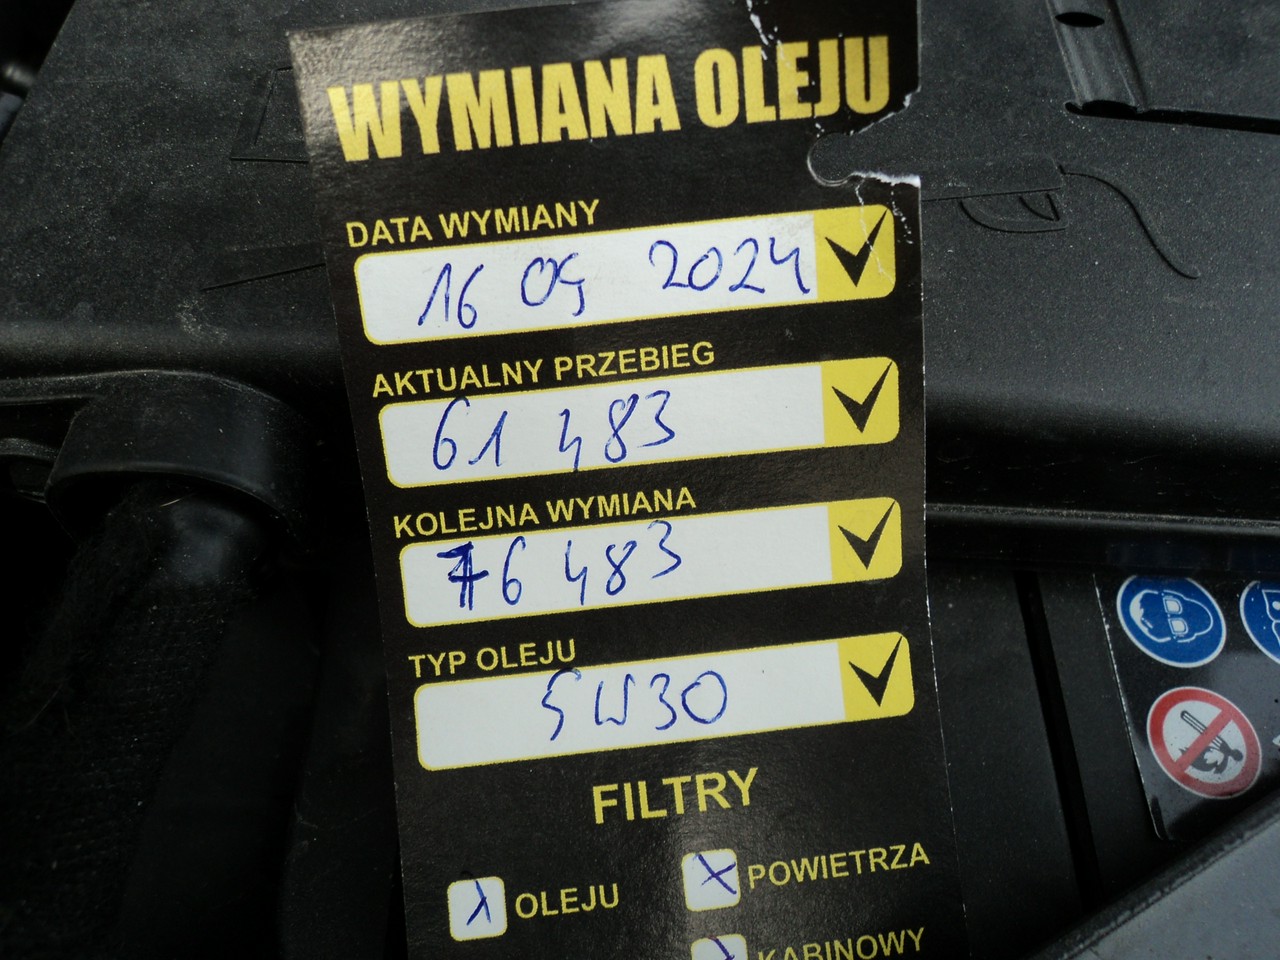 WYMIANA OLEJU
DATA WYMIANY
16 09 2024
AKTUALNY PRZEBIEG
61 483
KOLEJNA WYMIANA
76 483
TYP OLEJU
5W30
FILTRY
X OLEJU X POWIETRZA
X KABINOWY